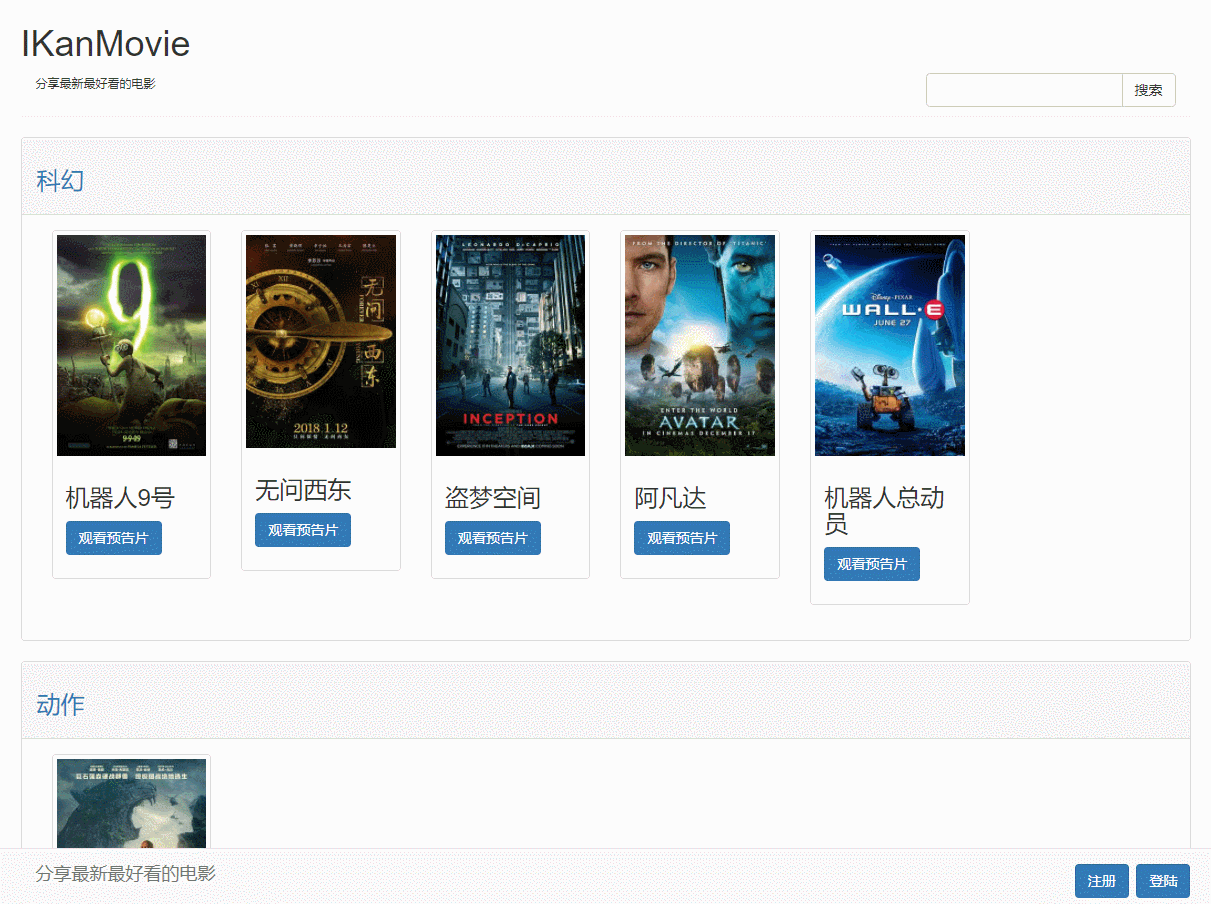 IKanMovie
分享最新最好看的电影
搜索
科幻
9
9·9·09
无问西东
2018.1.12
LEONARDO DiCAPRIO
INCEPTION
FROM THE DIRECTOR OF 'TITANIC'
ENTER THE WORLD
AVATAR
IN CINEMAS DECEMBER 17
Disney·PIXAR
WALL·E
JUNE 27
机器人9号
无问西东
盗梦空间
阿凡达
机器人总动
员
观看预告片
观看预告片
观看预告片
观看预告片
观看预告片
动作
分享最新最好看的电影
注册
登陆